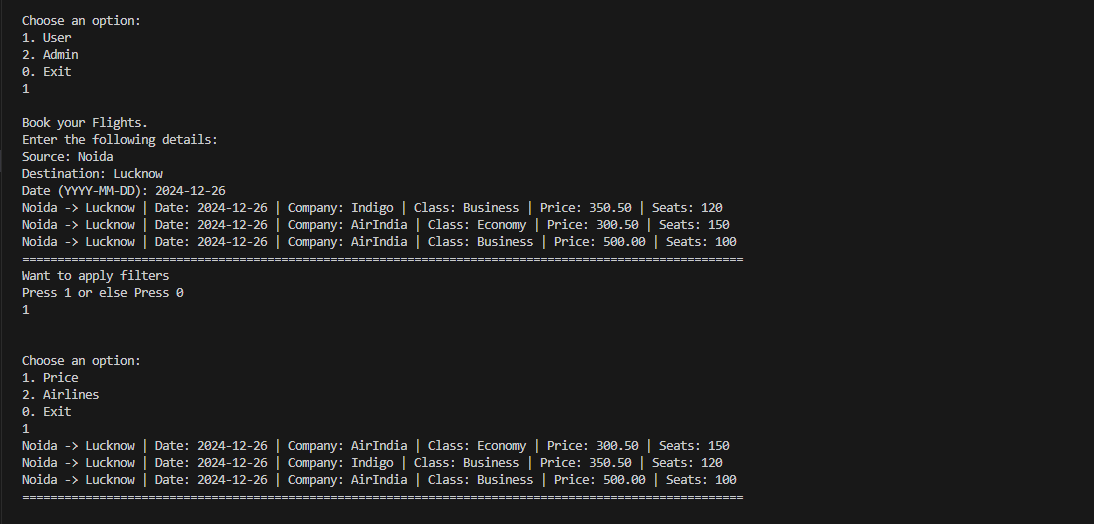 Choose an option:
1. User
2. Admin
0. Exit
1
Book your Flights.
Enter the following details:
Source: Noida
Destination: Lucknow
Date (YYYY-MM-DD): 2024-12-26
Noida -> Lucknow | Date: 2024-12-26 | Company: Indigo | Class: Business | Price: 350.50 | Seats: 120
Noida -> Lucknow | Date: 2024-12-26 | Company: AirIndia | Class: Economy | Price: 300.50 | Seats: 150
Noida -> Lucknow | Date: 2024-12-26 | Company: AirIndia | Class: Business | Price: 500.00 | Seats: 100
=======================================================================================================
Want to apply filters
Press 1 or else Press 0
1
Choose an option:
1. Price
2. Airlines
0. Exit
1
Noida -> Lucknow | Date: 2024-12-26 | Company: AirIndia | Class: Economy | Price: 300.50 | Seats: 150
Noida -> Lucknow | Date: 2024-12-26 | Company: Indigo | Class: Business | Price: 350.50 | Seats: 120
Noida -> Lucknow | Date: 2024-12-26 | Company: AirIndia | Class: Business | Price: 500.00 | Seats: 100
=======================================================================================================